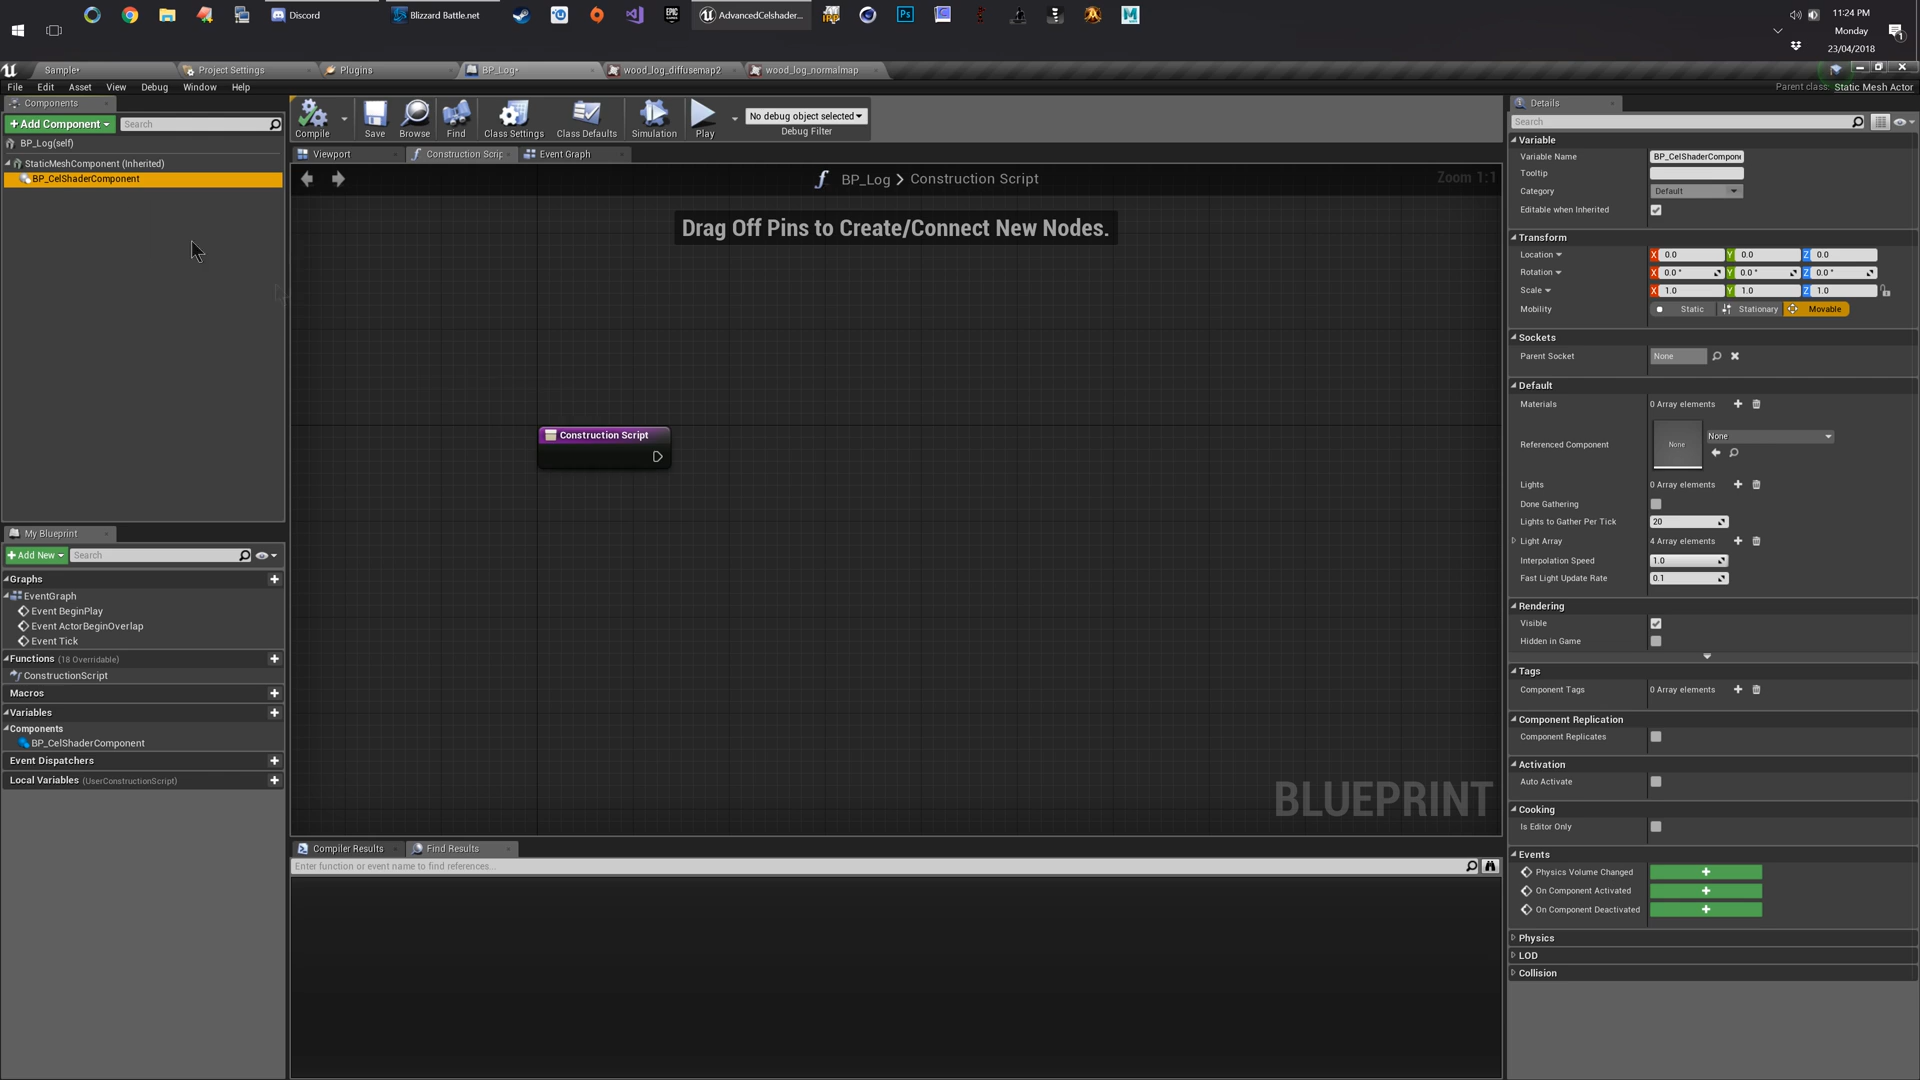 Discord
Blizzard Battle.net
AdvancedCelshader...
11:24 PM
Monday
23/04/2018
1
Sample•
Project Settings
Plugins
BP_Log•
wood_log_diffusemap2
wood_log_normalmap
File Edit Asset View Debug Window Help
Parent class: Static Mesh Actor
Components
+ Add Component
Search
BP_Log(self)
StaticMeshComponent (Inherited)
BP_CelShaderComponent
Compile
Save
Browse
Find
Class Settings
Class Defaults
Simulation
Play
No debug object selected
Debug Filter
Viewport
Construction Scrip
Event Graph
BP_Log > Construction Script
Zoom 1:1
Drag Off Pins to Create/Connect New Nodes.
Construction Script
BLUEPRINT
My Blueprint
+ Add New
Search
Graphs
EventGraph
Event BeginPlay
Event ActorBeginOverlap
Event Tick
Functions (18 Overridable)
ConstructionScript
Macros
Variables
Components
BP_CelShaderComponent
Event Dispatchers
Local Variables (UserConstructionScript)
Compiler Results
Find Results
Enter function or event name to find references...
Details
Search
Variable
Variable Name BP_CelShaderCompone
Tooltip
Category Default
Editable when Inherited
Transform
Location X 0.0 Y 0.0 Z 0.0
Rotation X 0.0 ° Y 0.0 ° Z 0.0 °
Scale X 1.0 Y 1.0 Z 1.0
Mobility Static Stationary Movable
Sockets
Parent Socket None
Default
Materials 0 Array elements
Referenced Component None None
Lights 0 Array elements
Done Gathering
Lights to Gather Per Tick 20
Light Array 4 Array elements
Interpolation Speed 1.0
Fast Light Update Rate 0.1
Rendering
Visible
Hidden in Game
Tags
Component Tags 0 Array elements
Component Replication
Component Replicates
Activation
Auto Activate
Cooking
Is Editor Only
Events
Physics Volume Changed
On Component Activated
On Component Deactivated
Physics
LOD
Collision